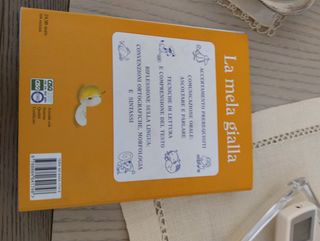 La mela gialla
ACCERTAMENTO PREREQUISITI
COMUNICAZIONE ORALE:
ASCOLTARE E PARLARE
TECNICHE DI LETTURA
E COMPRENSIONE DEL TESTO
RIFLESSIONE SULLA LINGUA:
CONVENZIONI ORTOGRAFICHE, MORFOLOGIA
E SINTASSI
CSQ